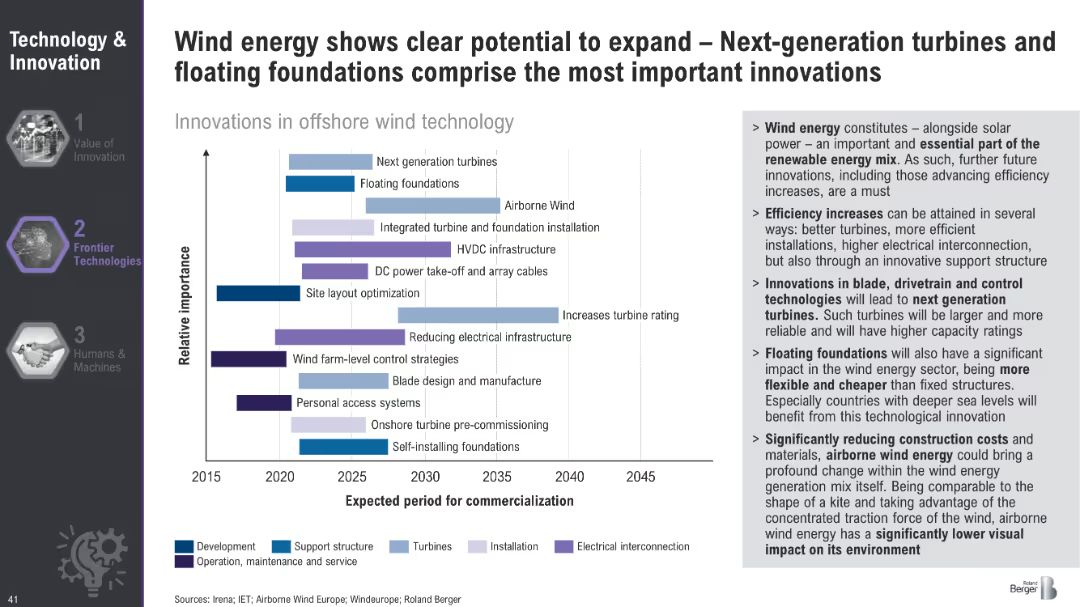 Technology &
Innovation
1
Value of
Innovation
2
Frontier
Technologies
3
Humans &
Machines
41
Wind energy shows clear potential to expand – Next-generation turbines and
floating foundations comprise the most important innovations
Innovations in offshore wind technology
Relative importance
Next generation turbines
Floating foundations
Airborne Wind
Integrated turbine and foundation installation
HVDC infrastructure
DC power take-off and array cables
Site layout optimization
Increases turbine rating
Reducing electrical infrastructure
Wind farm-level control strategies
Blade design and manufacture
Personal access systems
Onshore turbine pre-commissioning
Self-installing foundations
2015 2020 2025 2030 2035 2040 2045
Expected period for commercialization
Development Support structure Turbines Installation Electrical interconnection
Operation, maintenance and service
Sources: Irena; IET; Airborne Wind Europe; Windeurope; Roland Berger
> Wind energy constitutes – alongside solar
power – an important and essential part of the
renewable energy mix. As such, further future
innovations, including those advancing efficiency
increases, are a must
> Efficiency increases can be attained in several
ways: better turbines, more efficient
installations, higher electrical interconnection,
but also through an innovative support structure
> Innovations in blade, drivetrain and control
technologies will lead to next generation
turbines. Such turbines will be larger and more
reliable and will have higher capacity ratings
> Floating foundations will also have a significant
impact in the wind energy sector, being more
flexible and cheaper than fixed structures.
Especially countries with deeper sea levels will
benefit from this technological innovation
> Significantly reducing construction costs and
materials, airborne wind energy could bring a
profound change within the wind energy
generation mix itself. Being comparable to the
shape of a kite and taking advantage of the
concentrated traction force of the wind, airborne
wind energy has a significantly lower visual
impact on its environment
Roland
Berger